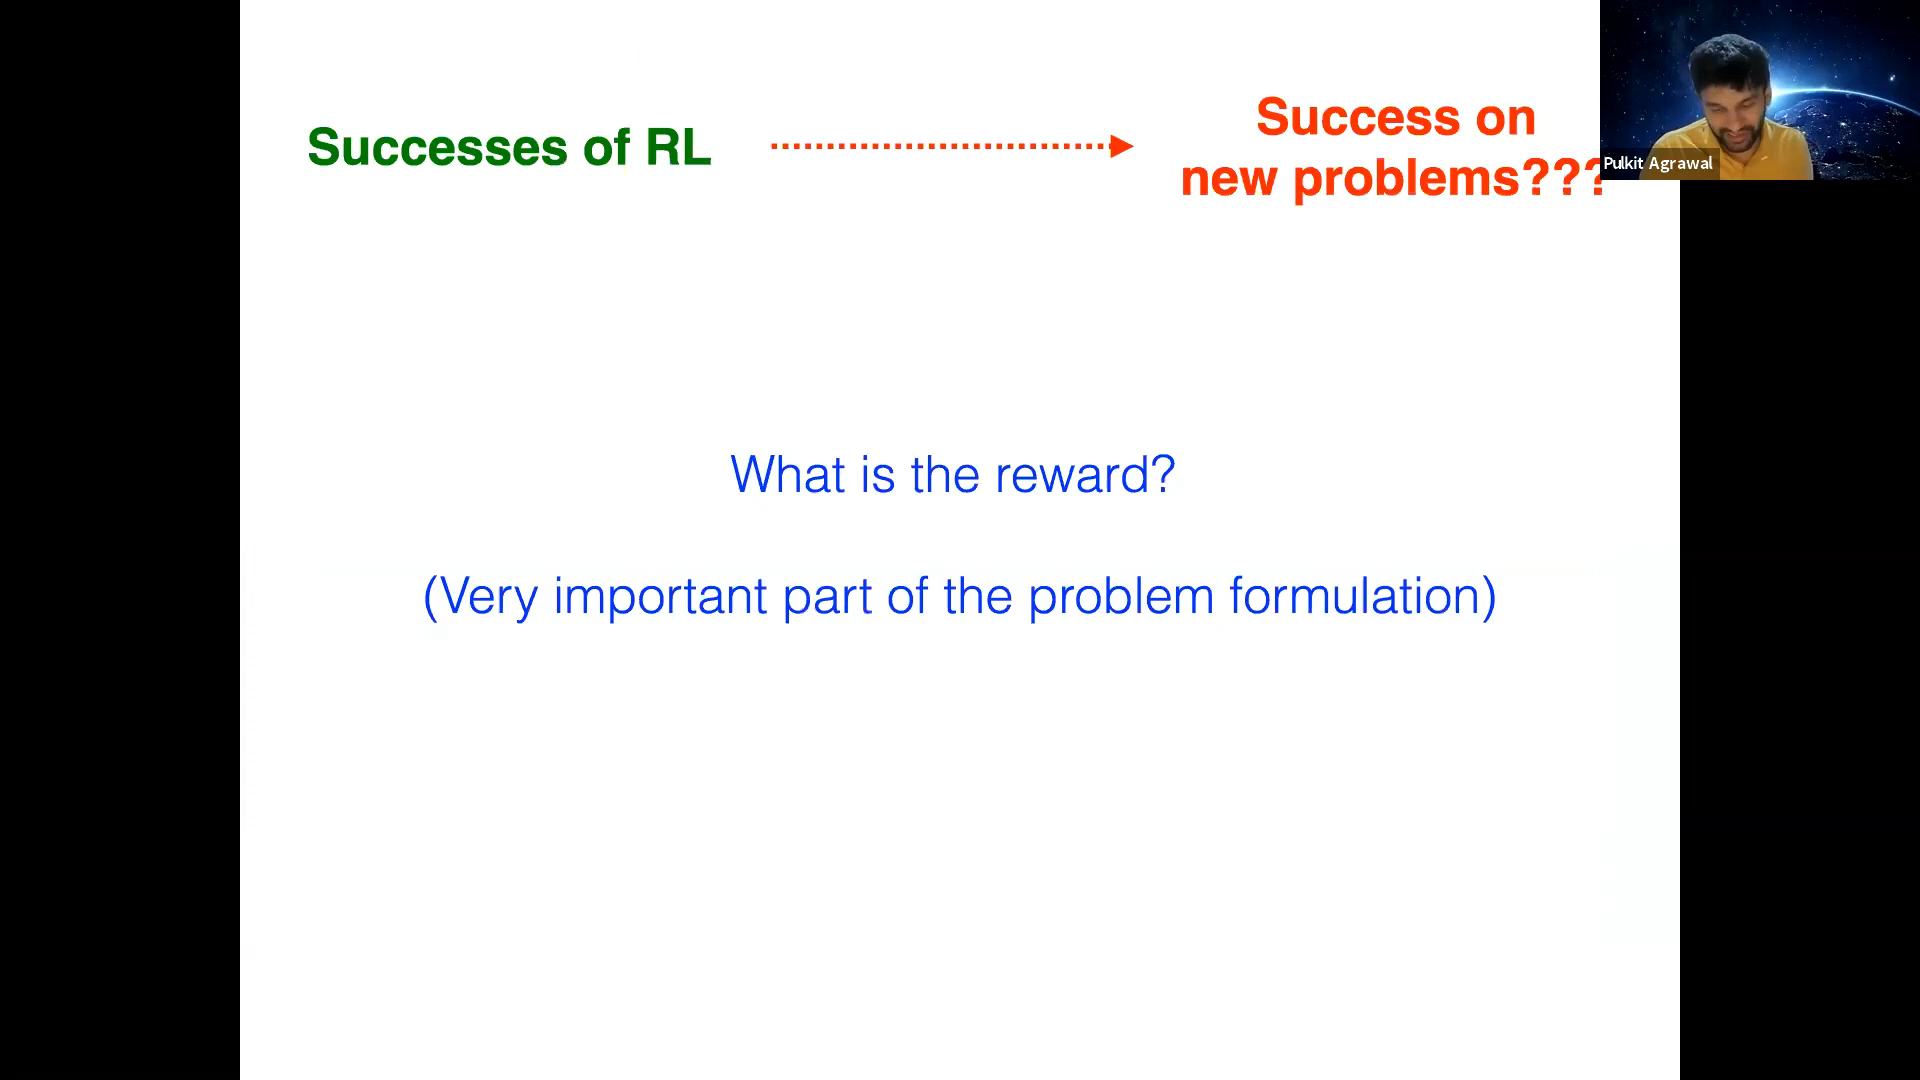 Successes of RL
Success on
new problems???
Pulkit Agrawal
What is the reward?
(Very important part of the problem formulation)